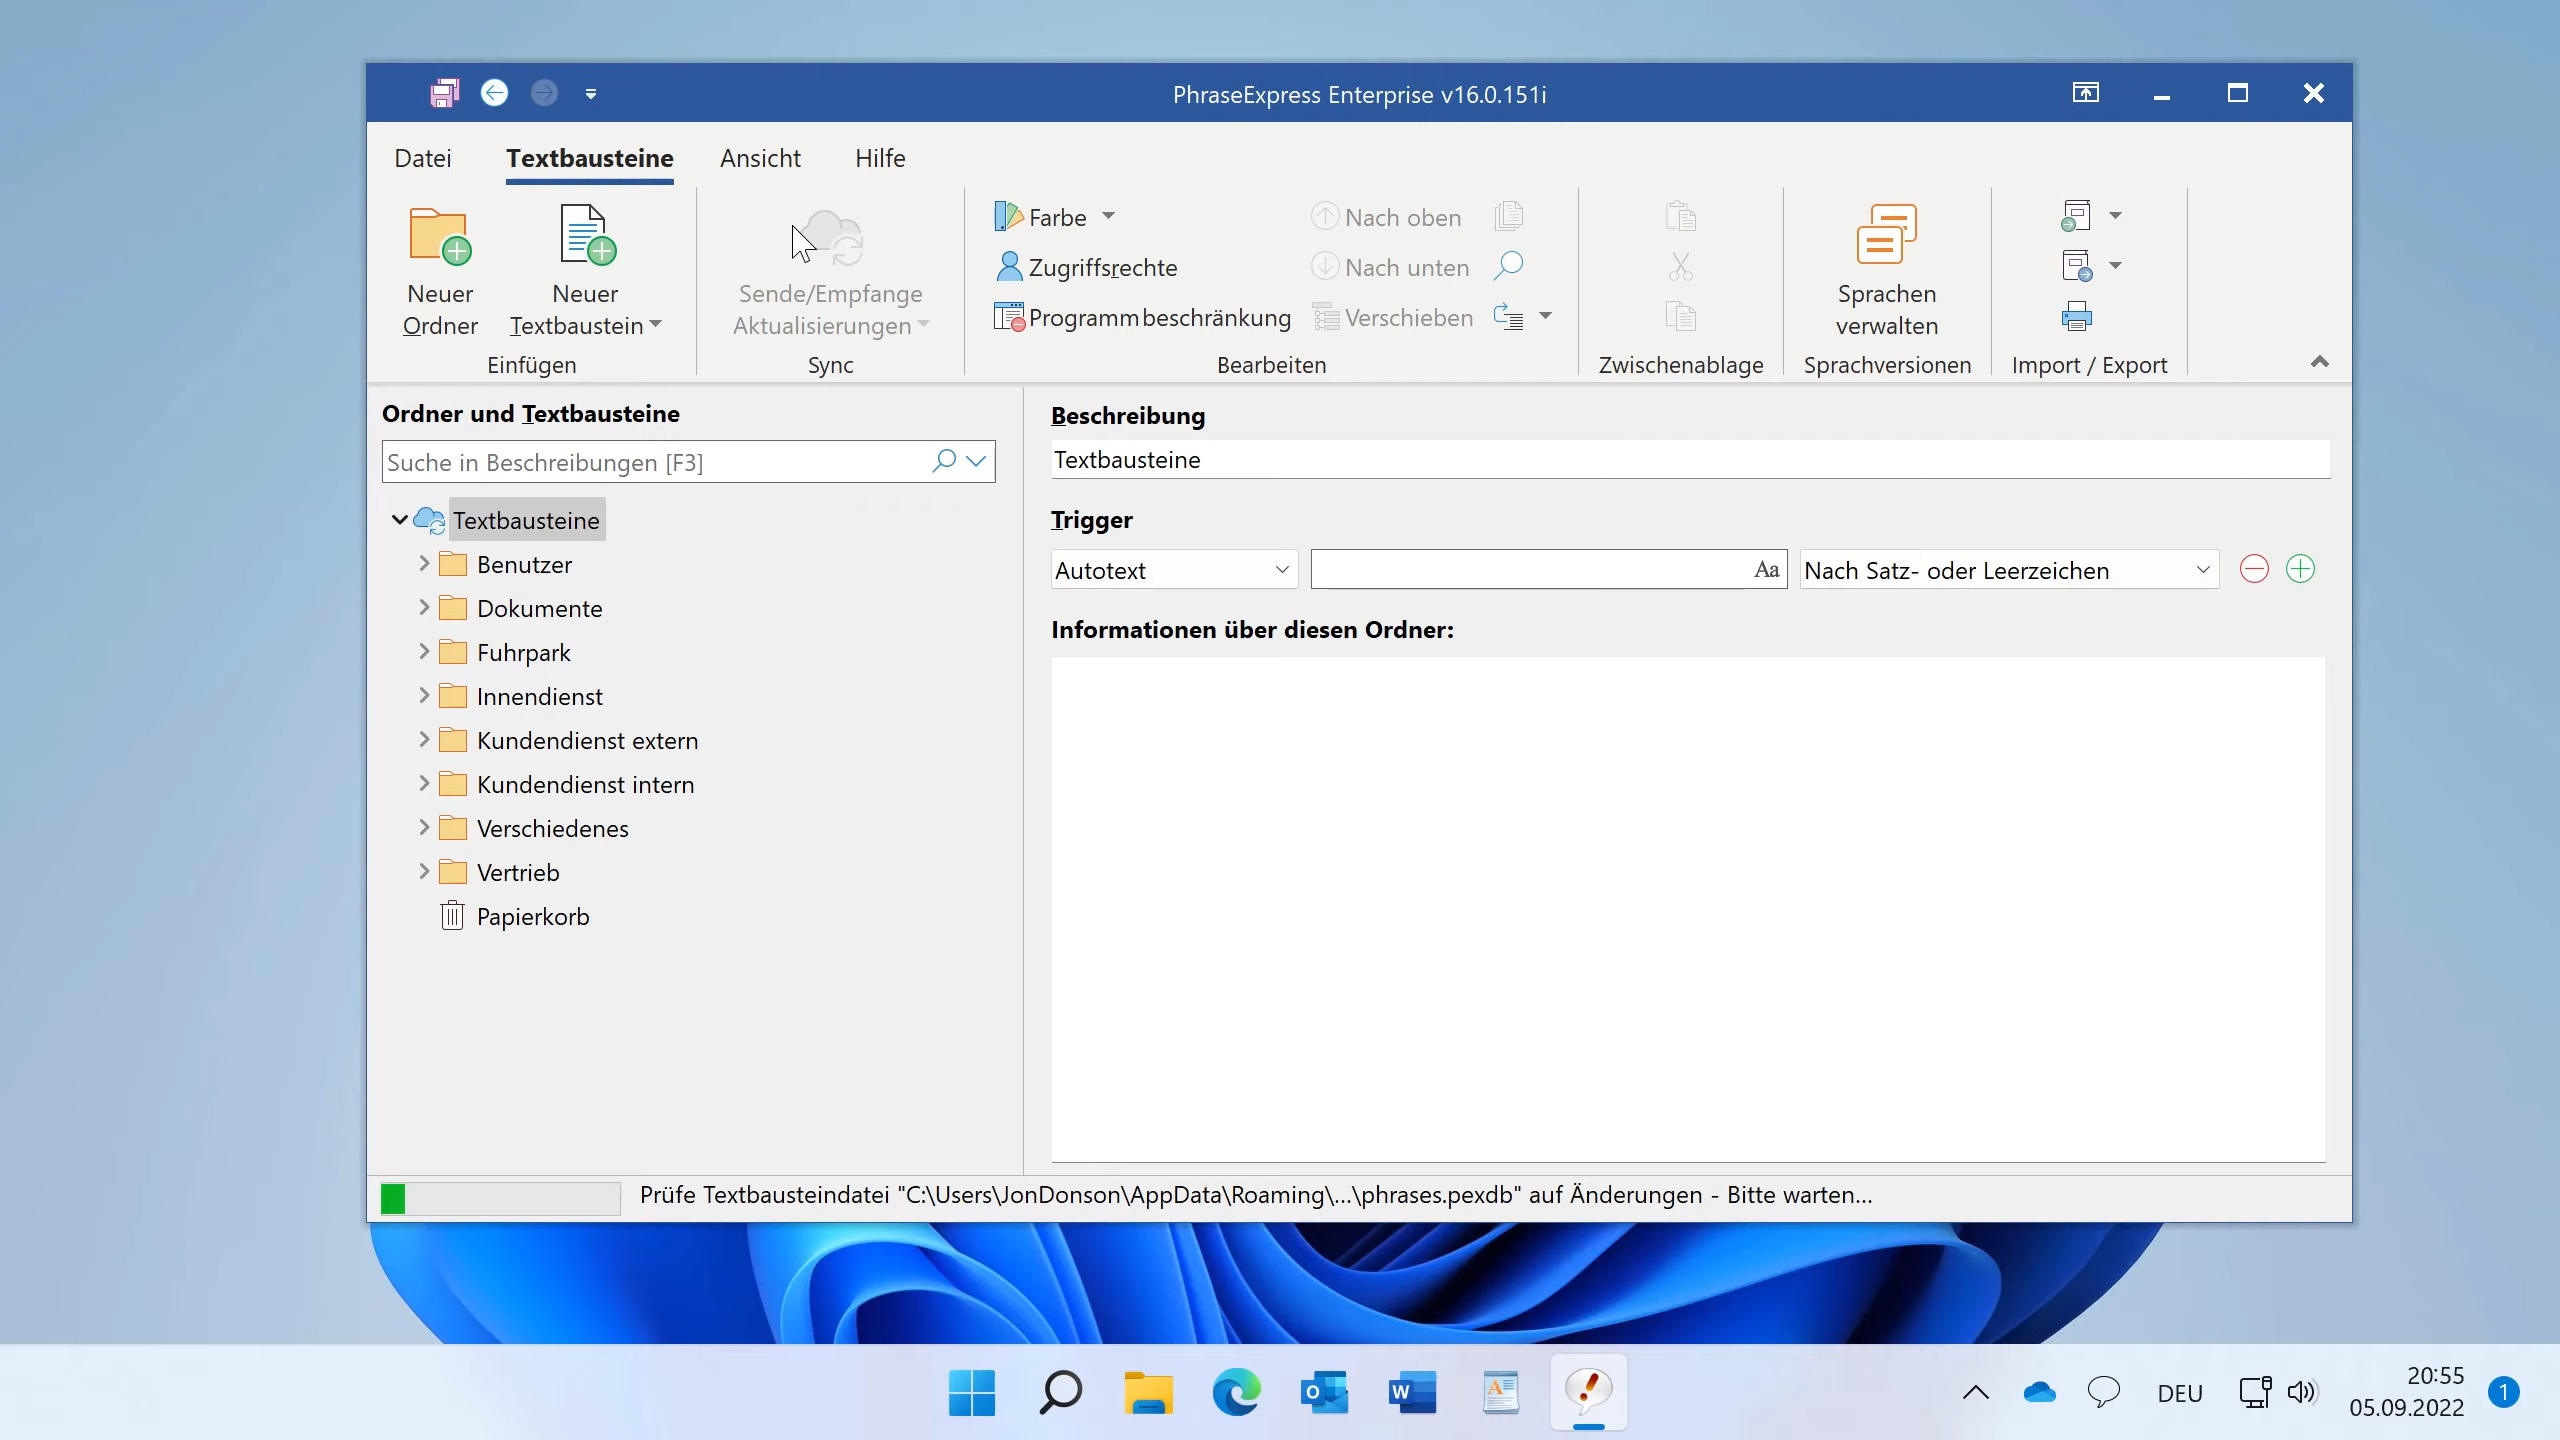 PhraseExpress Enterprise v16.0.151i
Datei Textbausteine Ansicht Hilfe
Neuer Ordner
Neuer Textbaustein
Einfügen
Sende/Empfange Aktualisierungen
Sync
Farbe
Zugriffsrechte
Programmbeschränkung
Nach oben
Nach unten
Verschieben
Bearbeiten
Zwischenablage
Sprachen verwalten
Sprachversionen
Import / Export
Ordner und Textbausteine
Suche in Beschreibungen [F3]
Textbausteine
Benutzer
Dokumente
Fuhrpark
Innendienst
Kundendienst extern
Kundendienst intern
Verschiedenes
Vertrieb
Papierkorb
Beschreibung
Textbausteine
Trigger
Autotext Aa Nach Satz- oder Leerzeichen
Informationen über diesen Ordner:
Prüfe Textbausteindatei "C:\Users\JonDonson\AppData\Roaming\...\phrases.pexdb" auf Änderungen - Bitte warten...
O W A DEU
20:55
05.09.2022
1